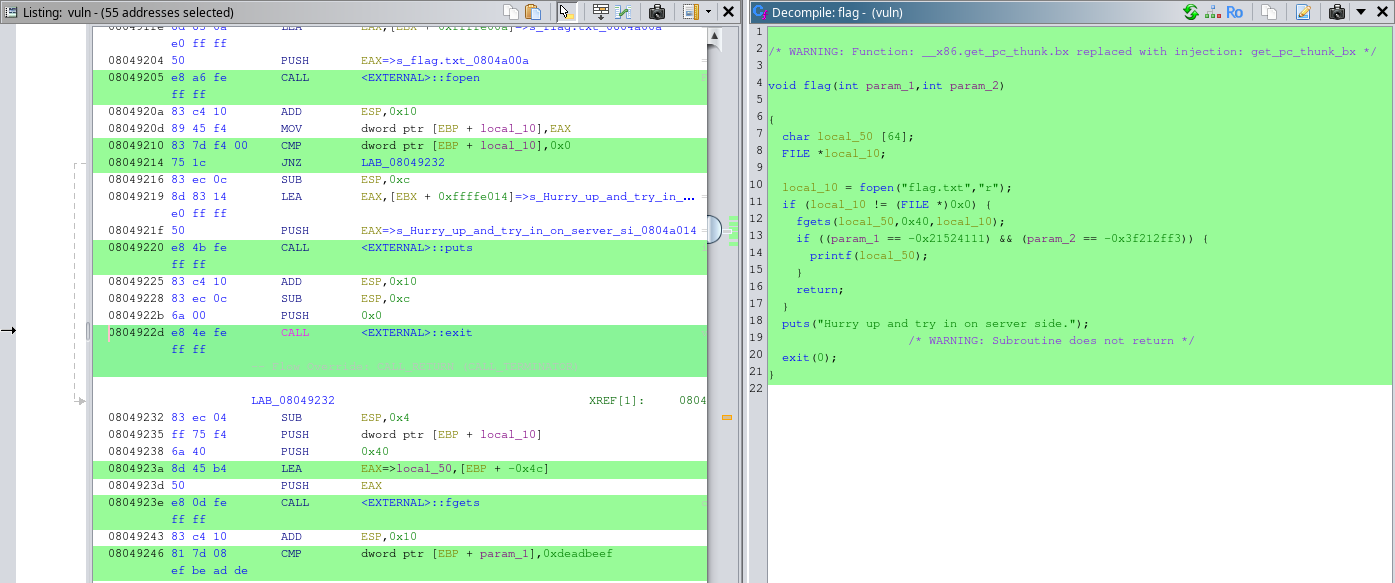 Listing: vuln - (55 addresses selected)
e0 ff ff
08049204 50 PUSH EAX=>s_flag.txt_0804a00a =
08049205 e8 a6 fe CALL <EXTERNAL>::fopen
ff ff
0804920a 83 c4 10 ADD ESP,0x10
0804920d 89 45 f4 MOV dword ptr [EBP + local_10],EAX
08049210 83 7d f4 00 CMP dword ptr [EBP + local_10],0x0
08049214 75 1c JNZ LAB_08049232
08049216 83 ec 0c SUB ESP,0xc
08049219 8d 83 14 LEA EAX,[EBX + 0xffffe014]=>s_Hurry_up_and_try_in_... =
e0 ff ff
0804921f 50 PUSH EAX=>s_Hurry_up_and_try_in_on_server_si_0804a014 =
08049220 e8 4b fe CALL <EXTERNAL>::puts
ff ff
08049225 83 c4 10 ADD ESP,0x10
08049228 83 ec 0c SUB ESP,0xc
0804922b 6a 00 PUSH 0x0
0804922d e8 4e fe CALL <EXTERNAL>::exit
ff ff
-- Flow Override: CALL_RETURN (CALL_TERMINATOR)
LAB_08049232 XREF[1]: 0804
08049232 83 ec 04 SUB ESP,0x4
08049235 ff 75 f4 PUSH dword ptr [EBP + local_10]
08049238 6a 40 PUSH 0x40
0804923a 8d 45 b4 LEA EAX=>local_50,[EBP + -0x4c]
0804923d 50 PUSH EAX
0804923e e8 0d fe CALL <EXTERNAL>::fgets
ff ff
08049243 83 c4 10 ADD ESP,0x10
08049246 81 7d 08 CMP dword ptr [EBP + param_1],0xdeadbeef
ef be ad de
Decompile: flag - (vuln)
Ro
1
2 /* WARNING: Function: __x86.get_pc_thunk.bx replaced with injection: get_pc_thunk_bx */
3
4 void flag(int param_1,int param_2)
5
6 {
7 char local_50 [64];
8 FILE *local_10;
9
10 local_10 = fopen("flag.txt","r");
11 if (local_10 != (FILE *)0x0) {
12 fgets(local_50,0x40,local_10);
13 if ((param_1 == -0x21524111) && (param_2 == -0x3f212ff3)) {
14 printf(local_50);
15 }
16 return;
17 }
18 puts("Hurry up and try in on server side.");
19 /* WARNING: Subroutine does not return */
20 exit(0);
21 }
22